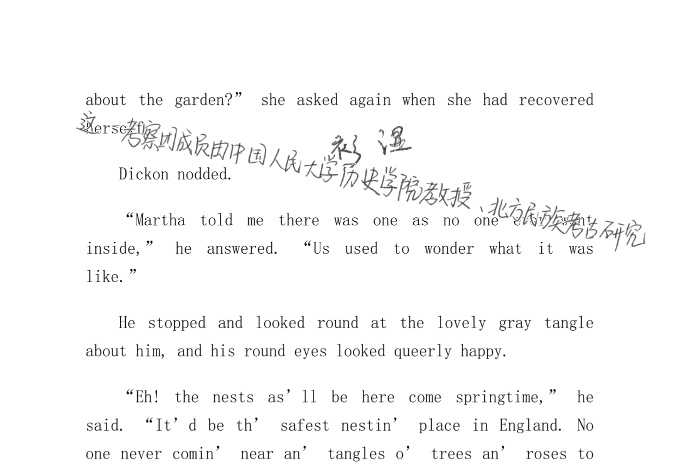 about the garden?” she asked again when she had recovered
herself.
这一考察团成员由中国人民大学历史学院教授、北方民族考古研究
Dickon nodded.
“Martha told me there was one as no one ever went
inside,” he answered. “Us used to wonder what it was
like.”
He stopped and looked round at the lovely gray tangle
about him, and his round eyes looked queerly happy.
“Eh! the nests as’ll be here come springtime,” he
said. “It’d be th’ safest nestin’ place in England. No
one never comin’ near an’ tangles o’ trees an’ roses to